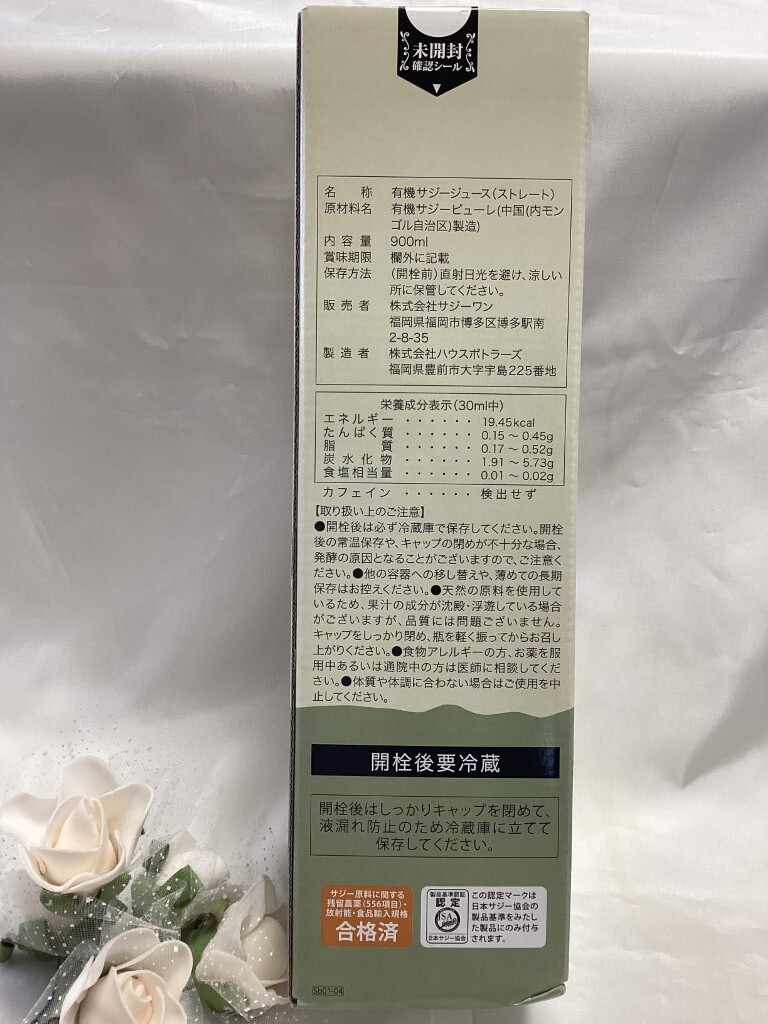 未開封
確認シール
名称 有機サジージュース(ストレート)
原材料名 有機サジーピューレ(中国(内モン
ゴル自治区)製造)
内容量 900ml
賞味期限 欄外に記載
保存方法 (開栓前)直射日光を避け、涼しい
所に保管してください。
販売者 株式会社サジーワン
福岡県福岡市博多区博多駅南
2-8-35
製造者 株式会社ハウスボトラーズ
福岡県豊前市大字宇島225番地
栄養成分表示(30ml中)
エネルギー ・・・・・・ 19.45kcal
たんぱく質 ・・・・・・ 0.15 ～ 0.45g
脂質 ・・・・・・ 0.17 ～ 0.52g
炭水化物 ・・・・・・ 1.91 ～ 5.73g
食塩相当量 ・・・・・・ 0.01 ～ 0.02g
カフェイン ・・・・・・ 検出せず
【取り扱い上のご注意】
●開栓後は必ず冷蔵庫で保存してください。開栓
後の常温保存や、キャップの閉めが不十分な場合、
発酵の原因となることがございますので、ご注意く
ださい。●他の容器への移し替えや、薄めての長期
保存はお控えください。●天然の原料を使用して
いるため、果汁の成分が沈殿・浮遊している場合
がございますが、品質には問題ございません。
キャップをしっかり閉め、瓶を軽く振ってからお召し
上がりください。●食物アレルギーの方、お薬を服
用中あるいは通院中の方は医師に相談してくだ
さい。●体質や体調に合わない場合はご使用を中
止してください。
開栓後要冷蔵
開栓後はしっかりキャップを閉めて、
液漏れ防止のため冷蔵庫に立てて
保存してください。
サジー原料に関する
残留農薬(556項目)・
放射能・食品輸入規格
合格済
製品基準認証
認定
JSA
日本サジー協会
この認定マークは
日本サジー協会の
製品基準をみたし
た製品にのみ付与
されます。
Sb01-04